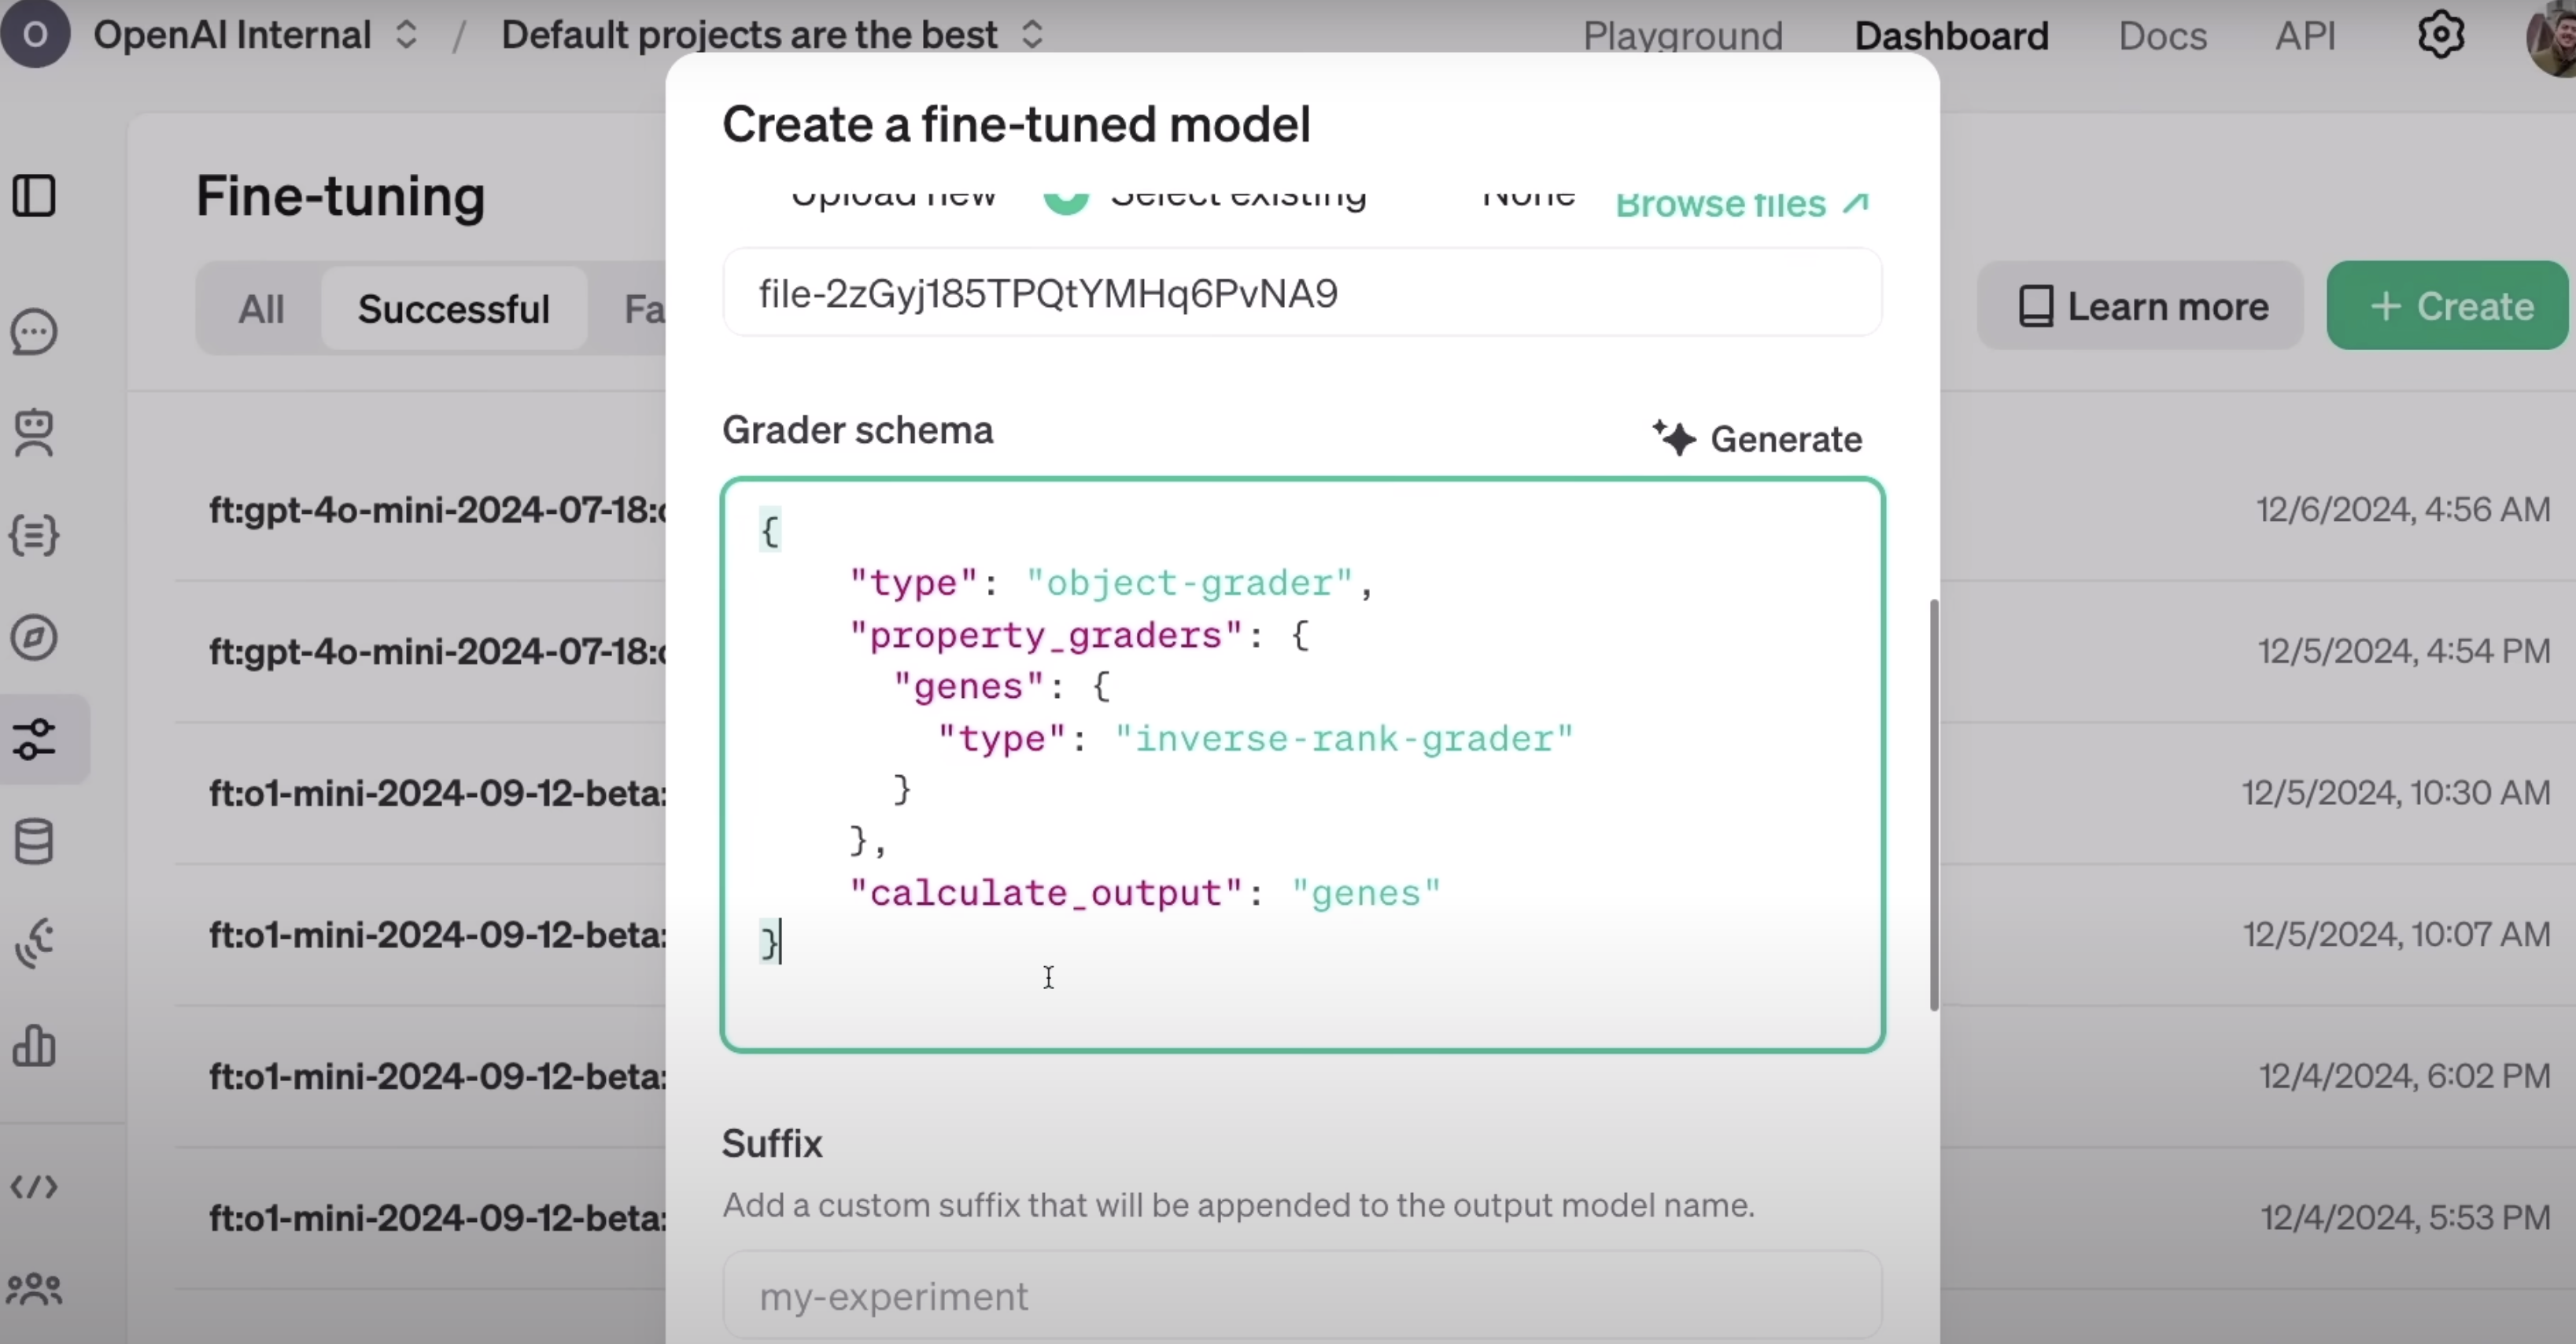 O OpenAI Internal / Default projects are the best Playground Dashboard Docs API
Create a fine-tuned model
Fine-tuning
Upload new Select existing None Browse files
file-2zGyj185TPQtYMHq6PvNA9
All Successful Fa
Learn more + Create
Grader schema Generate
{
"type": "object-grader",
"property_graders": {
"genes": {
"type": "inverse-rank-grader"
}
},
"calculate_output": "genes"
}
ft:gpt-4o-mini-2024-07-18: 12/6/2024, 4:56 AM
ft:gpt-4o-mini-2024-07-18: 12/5/2024, 4:54 PM
ft:o1-mini-2024-09-12-beta: 12/5/2024, 10:30 AM
ft:o1-mini-2024-09-12-beta: 12/5/2024, 10:07 AM
ft:o1-mini-2024-09-12-beta: 12/4/2024, 6:02 PM
ft:o1-mini-2024-09-12-beta: 12/4/2024, 5:53 PM
Suffix
Add a custom suffix that will be appended to the output model name.
my-experiment